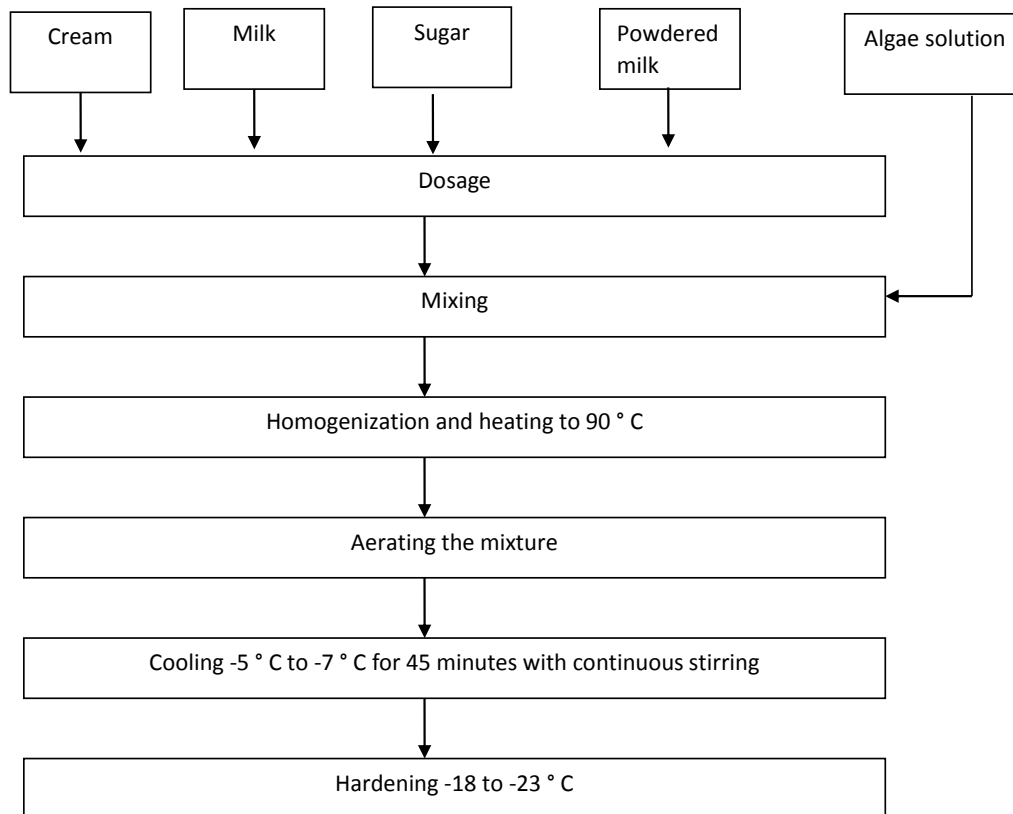 Cream
Milk
Sugar
Powdered
milk
Algae solution
Dosage
Mixing
Homogenization and heating to 90 ° C
Aerating the mixture
Cooling -5 ° C to -7 ° C for 45 minutes with continuous stirring
Hardening -18 to -23 ° C